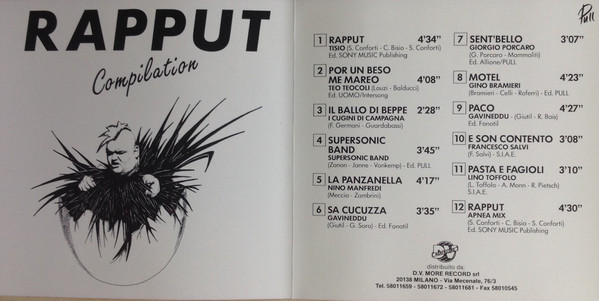 RAPPUT
Compilation
1 RAPPUT 4'34"
TISIO (S. Conforti - C. Bisio - S. Conforti)
Ed. SONY MUSIC Publishing
2 POR UN BESO
ME MAREO 4'08"
TEO TEOCOLI (Lauzi - Balducci)
Ed. UOMO/Intersong
3 IL BALLO DI BEPPE 2'28"
I CUGINI DI CAMPAGNA
(F. Germani - Guardabassi)
4 SUPERSONIC
BAND 3'45"
SUPERSONIC BAND
(Zanon - Janne - Vonkemp) - Ed. PULL
5 LA PANZANELLA 4'17"
NINO MANFREDI
(Meccia - Zambrini)
6 SA CUCUZZA 3'35"
GAVINEDDU
(Giutil - G. Sora) - Ed. Fonotil
Pull
7 SENT'BELLO 3'07"
GIORGIO PORCARO
(G. Porcaro - Mammoliti)
Ed. Allione/PULL.
8 MOTEL 4'23"
GINO BRAMIERI
(Bramieri - Celli - Roferri) - Ed. PULL
9 PACO 4'27"
GAVINEDDU - (Giutil - R. Baix)
Ed. Fonotil
10 E SON CONTENTO 3'08"
FRANCESCO SALVI
(F. Salvi) - S.I.A.E.
11 PASTA E FAGIOLI 3'10"
LINO TOFFOLO
(L. Toffolo - A. Monn - R. Pietsch)
S.I.A.E.
12 RAPPUT 4'30"
APNEA MIX
(S. Conforti - C. Bisio - S. Conforti)
Ed. SONY MUSIC Publishing
distribuito da:
D.V. MORE RECORD srl
20138 MILANO - Via Mecenate, 76/3
Tel. 58011659 - 58011672 - 58011681 - Fax 58010545